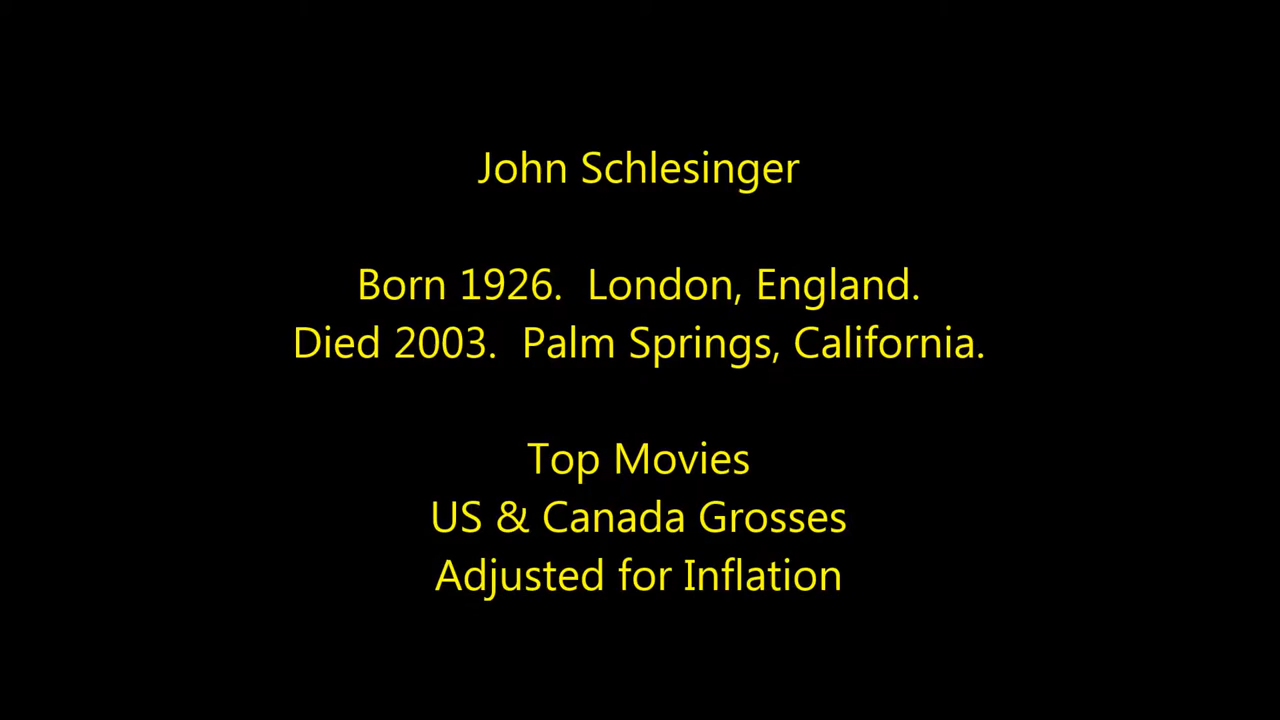 John Schlesinger
Born 1926.  London, England.
Died 2003.  Palm Springs, California.
Top Movies
US & Canada Grosses
Adjusted for Inflation